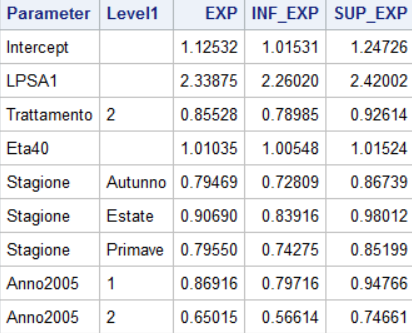 Parameter Level1 EXP INF_EXP SUP_EXP
Intercept 1.12532 1.01531 1.24726
LPSA1 2.33875 2.26020 2.42002
Trattamento 2 0.85528 0.78985 0.92614
Eta40 1.01035 1.00548 1.01524
Stagione Autunno 0.79469 0.72809 0.86739
Stagione Estate 0.90690 0.83916 0.98012
Stagione Primave 0.79550 0.74275 0.85199
Anno2005 1 0.86916 0.79716 0.94766
Anno2005 2 0.65015 0.56614 0.74661